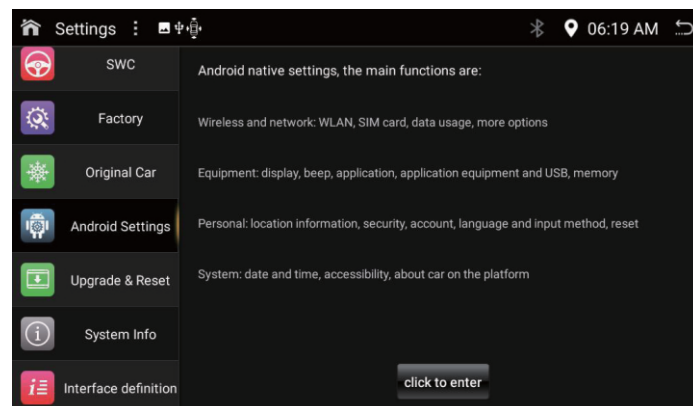 Settings
06:19 AM
SWC
Factory
Original Car
Android Settings
Upgrade & Reset
System Info
Interface definition
Android native settings, the main functions are:
Wireless and network: WLAN, SIM card, data usage, more options
Equipment: display, beep, application, application equipment and USB, memory
Personal: location information, security, account, language and input method, reset
System: date and time, accessibility, about car on the platform
click to enter